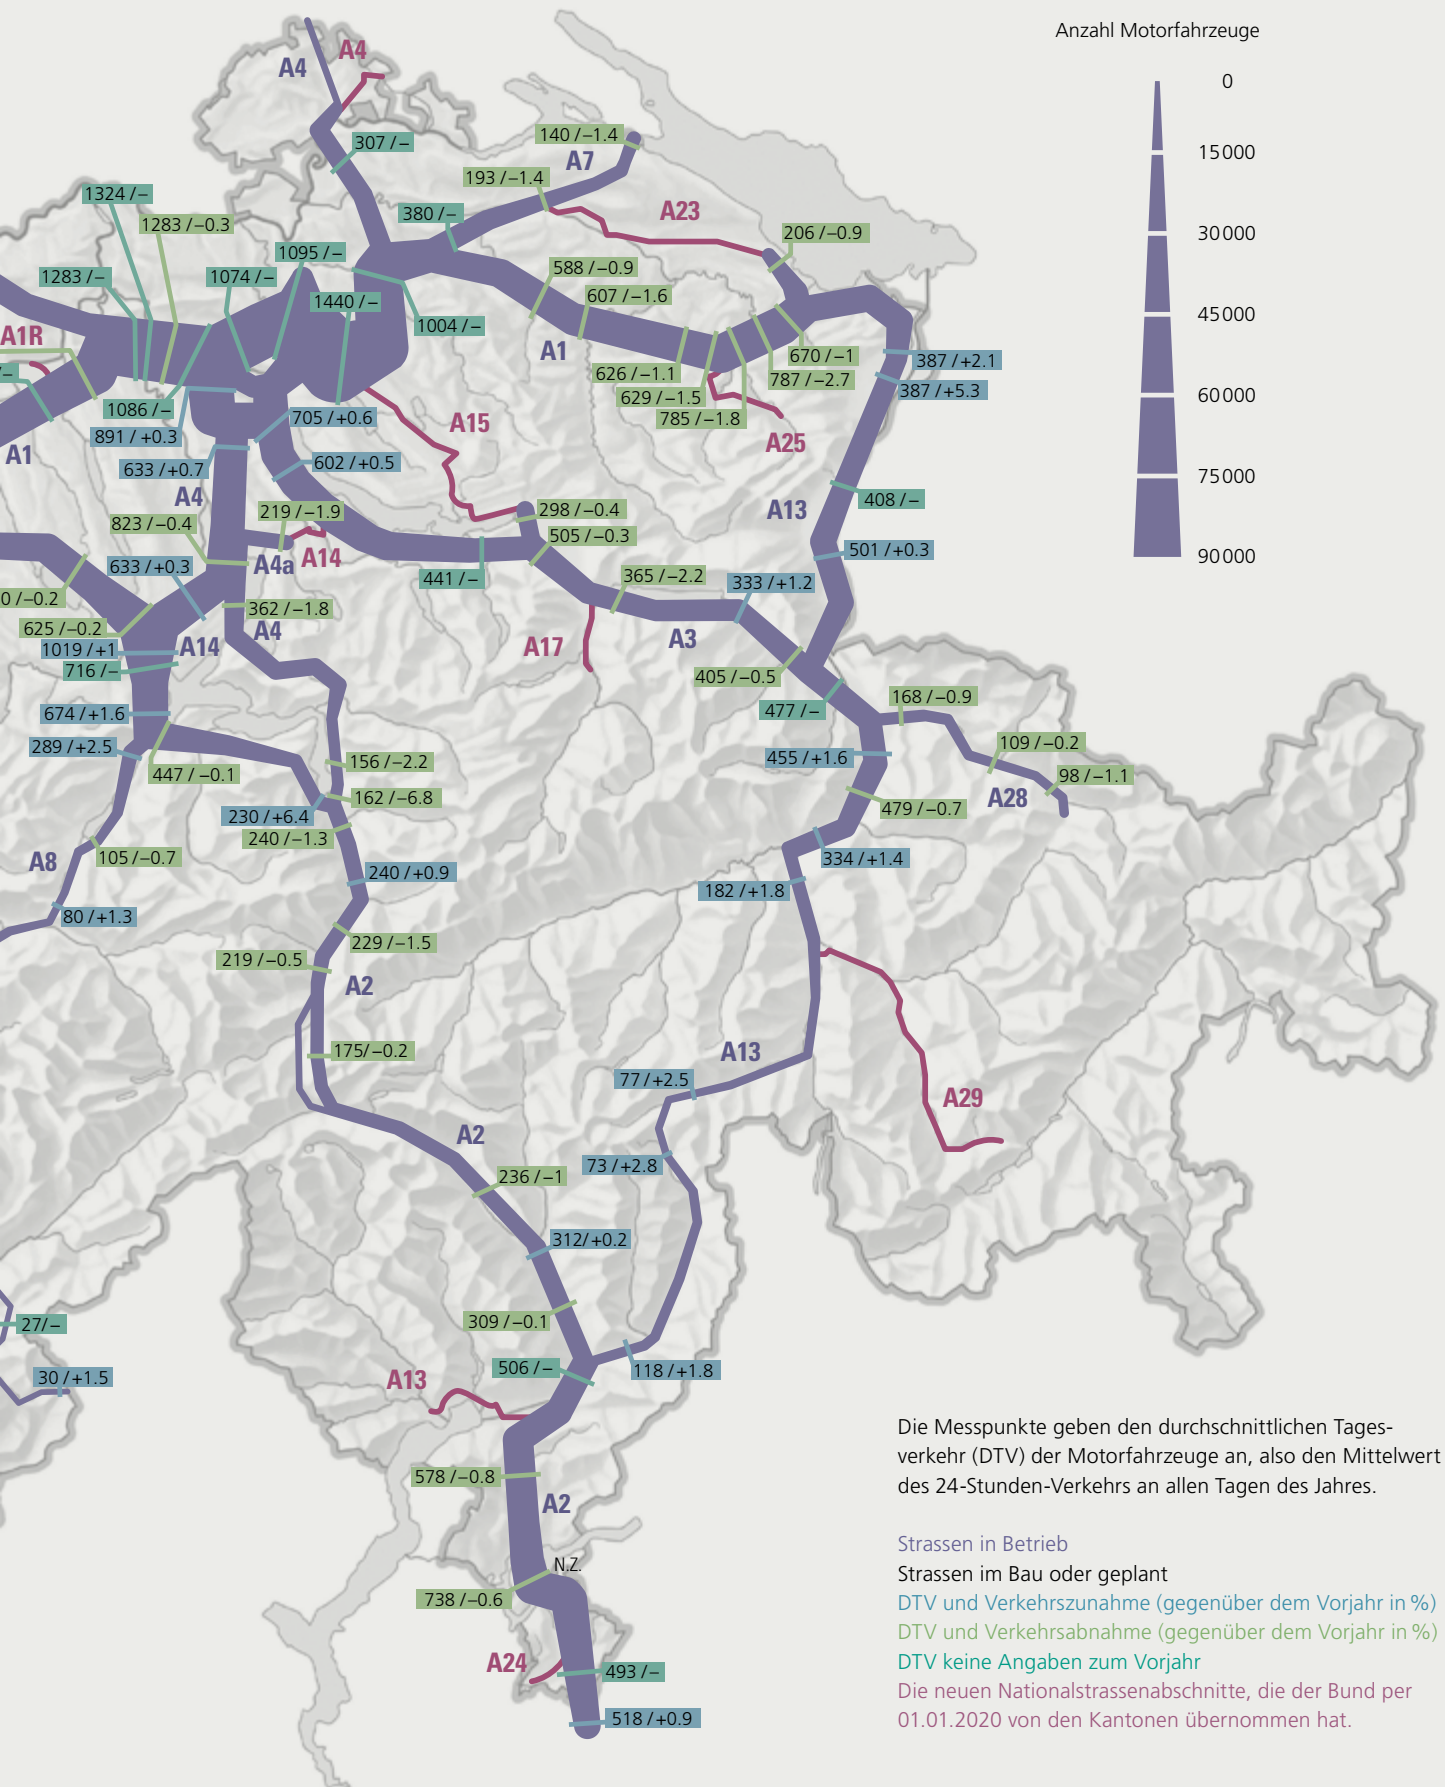 Anzahl Motorfahrzeuge
0
15 000
30 000
45 000
60 000
75 000
90 000
A4
A4
307 / –
140 / –1.4
A7
193 / –1.4
1324 / –
380 / –
A23
1283 / –0.3
206 / –0.9
1095 / –
588 / –0.9
1283 / –
1074 / –
607 / –1.6
1440 / –
1004 / –
A1R
A1
670 / –1
387 / +2.1
626 / –1.1
787 / –2.7
387 / +5.3
629 / –1.5
1086 / –
785 / –1.8
705 / +0.6
A15
891 / +0.3
A25
A1
602 / +0.5
633 / +0.7
A4
408 / –
219 / –1.9
298 / –0.4
A13
823 / –0.4
505 / –0.3
501 / +0.3
A14
633 / +0.3
A4a
441 / –
365 / –2.2
333 / +1.2
0 / –0.2
362 / –1.8
625 / –0.2
A4
A3
A14
A17
1019 / +1
716 / –
405 / –0.5
168 / –0.9
477 / –
674 / +1.6
289 / +2.5
109 / –0.2
455 / +1.6
156 / –2.2
447 / –0.1
98 / –1.1
162 / –6.8
A28
479 / –0.7
230 / +6.4
240 / –1.3
105 / –0.7
334 / +1.4
A8
240 / +0.9
182 / +1.8
80 / +1.3
229 / –1.5
219 / –0.5
A2
175/ –0.2
A13
77 / +2.5
A29
A2
73 / +2.8
236 / –1
312/ +0.2
309 / –0.1
27/ –
506 / –
118 / +1.8
30 / +1.5
A13
578 / –0.8
A2
N.Z.
738 / –0.6
A24
493 / –
518 / +0.9
Die Messpunkte geben den durchschnittlichen Tages-
verkehr (DTV) der Motorfahrzeuge an, also den Mittelwert
des 24-Stunden-Verkehrs an allen Tagen des Jahres.
Strassen in Betrieb
Strassen im Bau oder geplant
DTV und Verkehrszunahme (gegenüber dem Vorjahr in %)
DTV und Verkehrsabnahme (gegenüber dem Vorjahr in %)
DTV keine Angaben zum Vorjahr
Die neuen Nationalstrassenabschnitte, die der Bund per
01.01.2020 von den Kantonen übernommen hat.